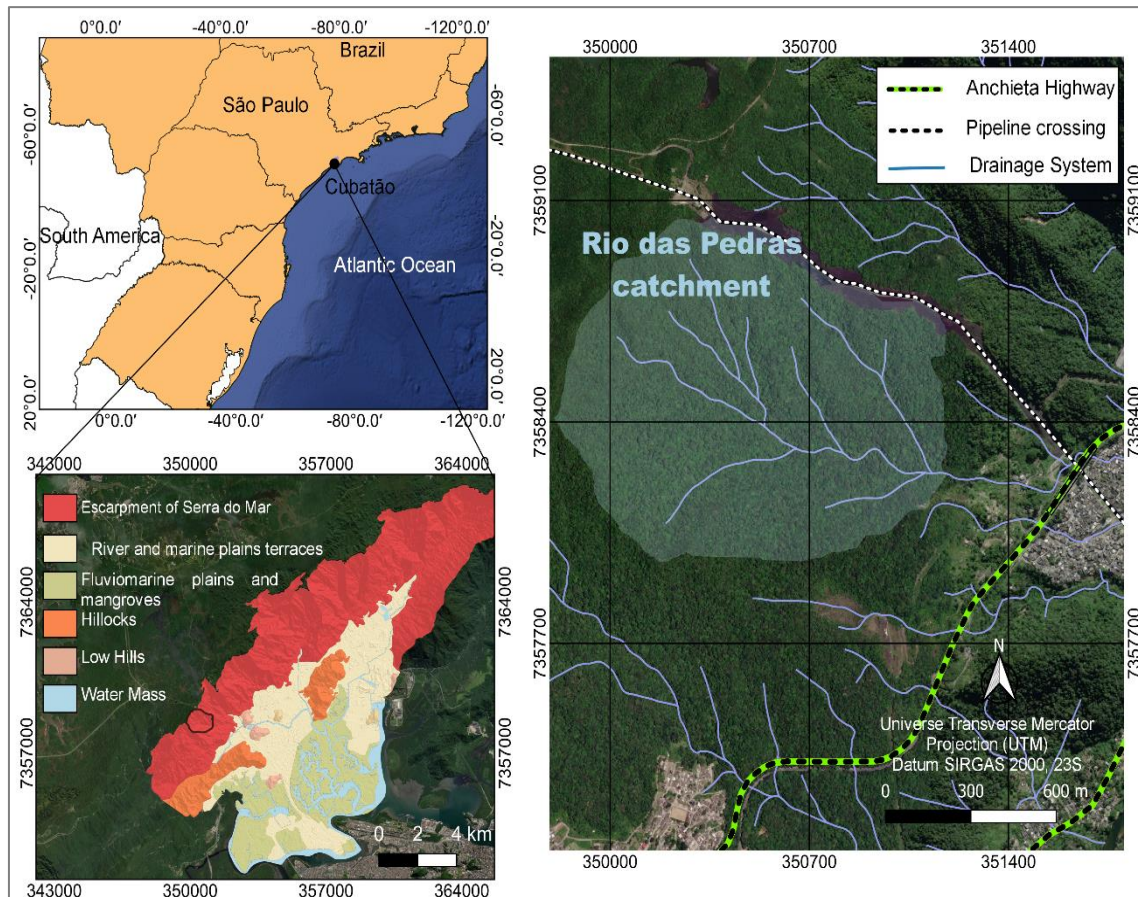 0°0.0'
-40°0.0'
-80°0.0'
-120°0.0'
Brazil
São Paulo
-60°0.0'
-60°0.0'
Cubatão
South America
-20°0.0'
-20°0.0'
Atlantic Ocean
20°0.0'
20°0.0'
0°0.0'
-40°0.0'
-80°0.0'
-120°0.0'
343000
350000
357000
364000
Escarpment of Serra do Mar
River and marine plains terraces
Fluviomarine plains and
mangroves
Hillocks
Low Hills
Water Mass
7364000
7364000
7357000
7357000
0 2 4 km
343000
350000
357000
364000
350000
350700
351400
Anchieta Highway
Pipeline crossing
Drainage System
7359100
7359100
Rio das Pedras
catchment
7358400
7358400
7357700
7357700
N
Universe Transverse Mercator
Projection (UTM)
Datum SIRGAS 2000, 23S
0 300 600 m
350000
350700
351400